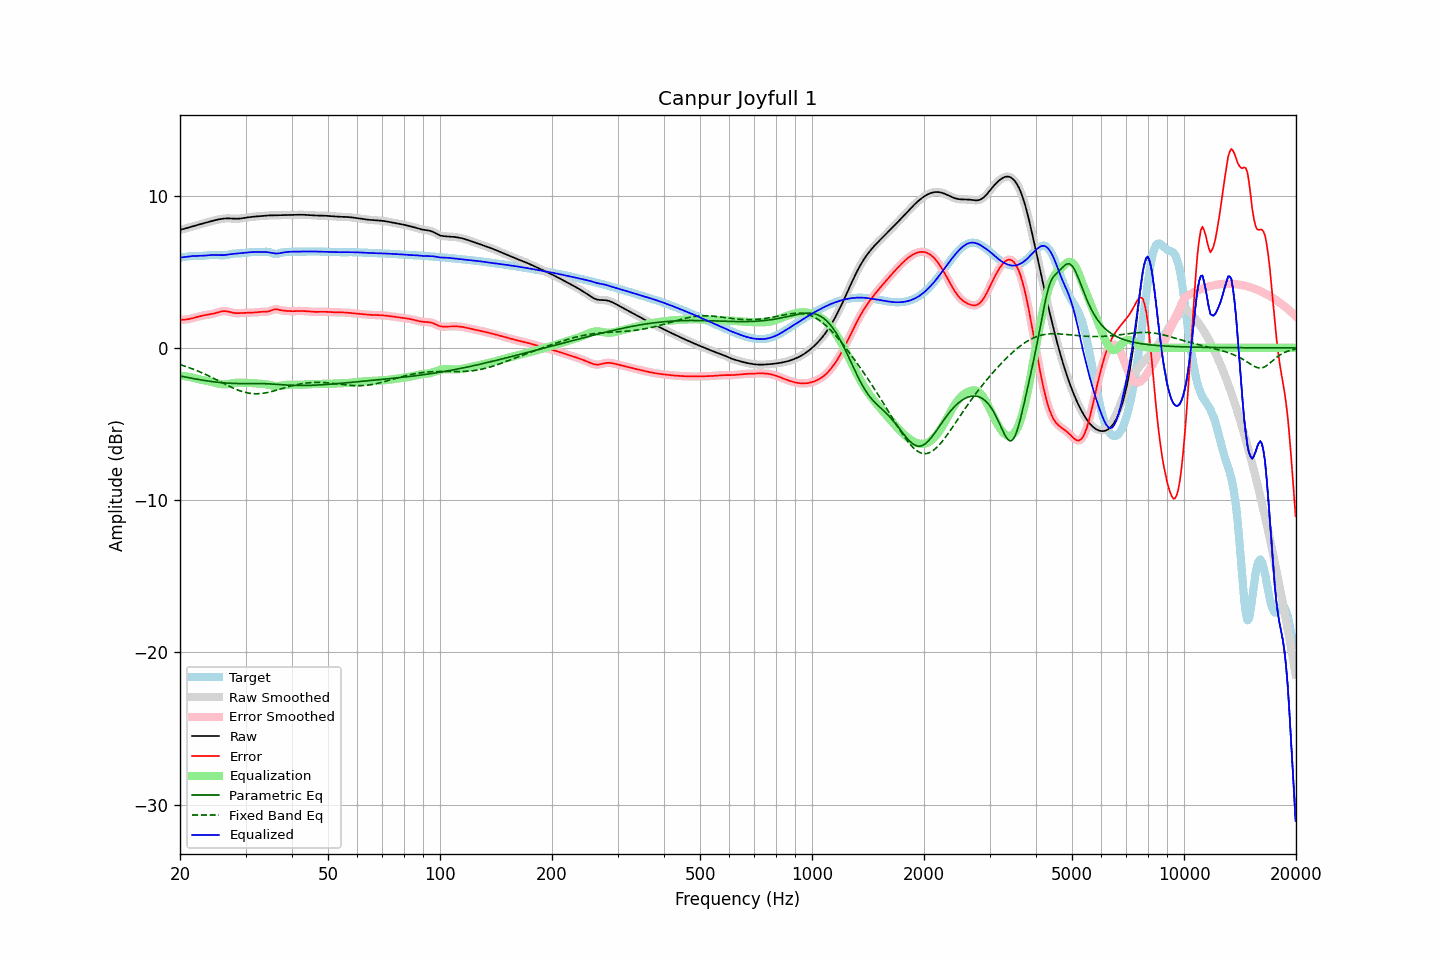 Canpur Joyfull 1
Amplitude (dBr)
10
0
−10
−20
−30
Target
Raw Smoothed
Error Smoothed
Raw
Error
Equalization
Parametric Eq
Fixed Band Eq
Equalized
20 50 100 200 500 1000 2000 5000 10000 20000
Frequency (Hz)